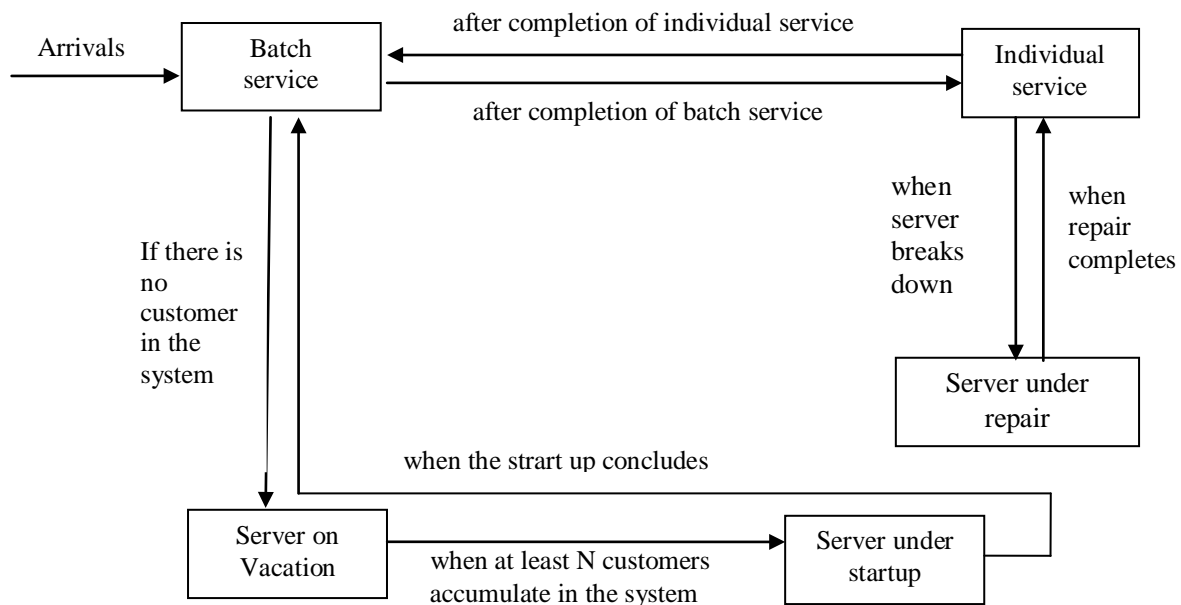 after completion of individual service
Arrivals
Batch
service
Individual
service
after completion of batch service
when
server
breaks
down
when
repair
completes
If there is
no
customer
in the
system
Server under
repair
when the strart up concludes
Server on
Vacation
when at least N customers
accumulate in the system
Server under
startup